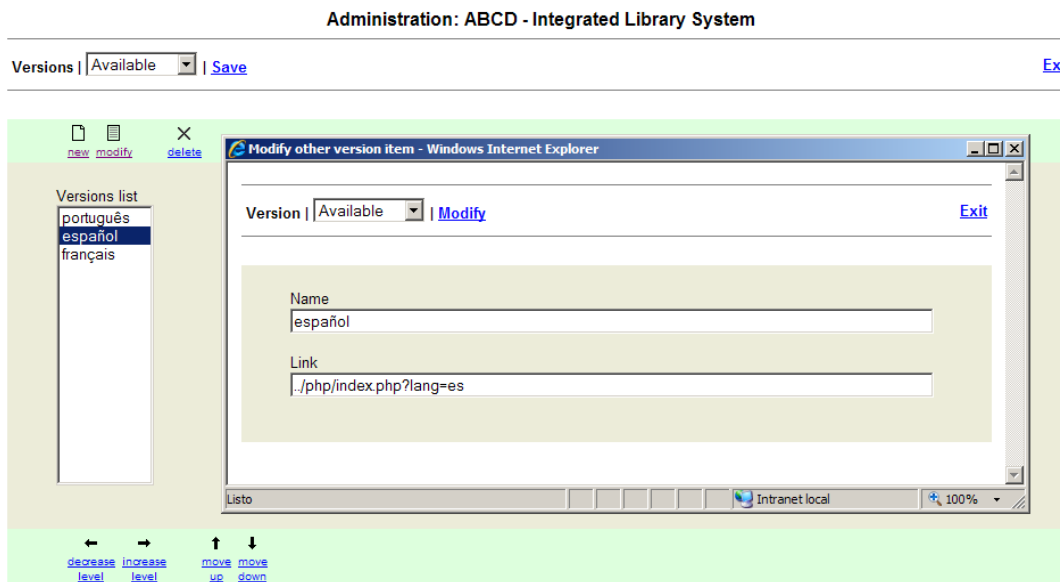 Administration: ABCD - Integrated Library System
Versions | Available | Save
Ex
new modify delete
Versions list
português
español
français
Modify other version item - Windows Internet Explorer
Version | Available | Modify Exit
Name
español
Link
../php/index.php?lang=es
Listo Intranet local 100%
decrease level increase level move up move down